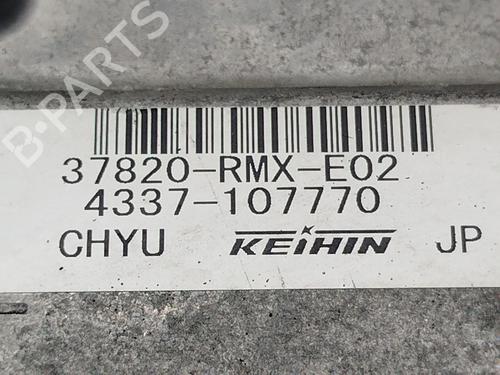 B-PARTS
37820-RMX-E02
4337-107770
CHYU KEIHIN JP